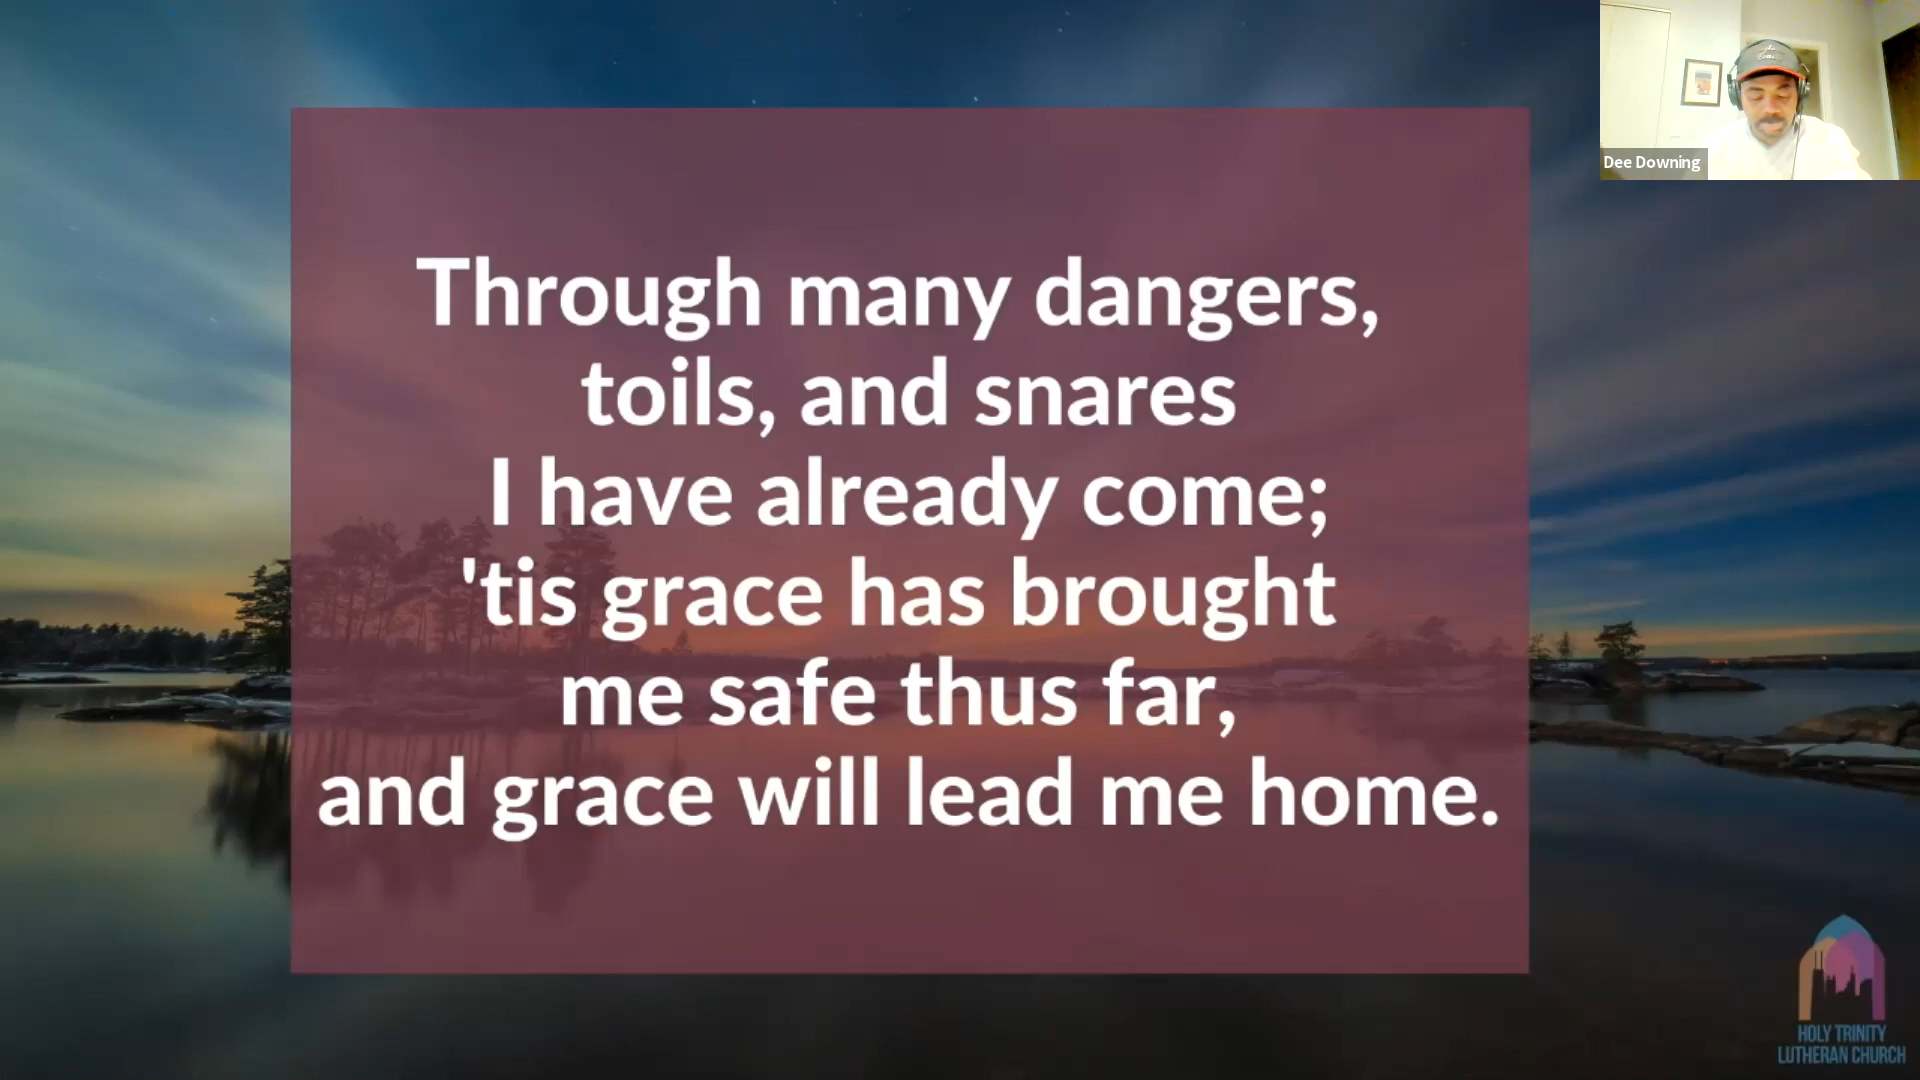 Through many dangers,
toils, and snares
I have already come;
'tis grace has brought
me safe thus far,
and grace will lead me home.
Dee Downing
HOLY TRINITY
LUTHERAN CHURCH